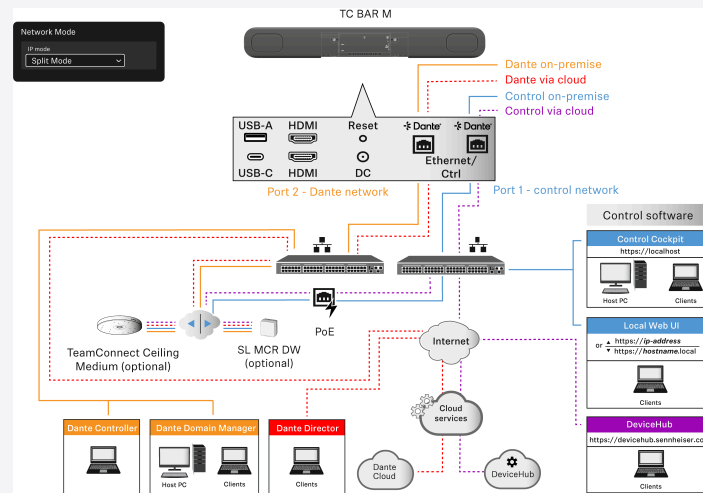 TC BAR M
Network Mode
IP mode
Split Mode
Dante on-premise
Dante via cloud
Control on-premise
Control via cloud
USB-A HDMI Reset Dante Dante
Ethernet/
Ctrl
USB-C HDMI DC
Port 2 - Dante network
Port 1 - control network
Control software
Control Cockpit
https://localhost
Host PC Clients
PoE
TeamConnect Ceiling
Medium (optional)
SL MCR DW
(optional)
Internet
Local Web UI
or https://ip-address
https://hostname.local
Clients
Cloud
services
Dante Controller
Dante Domain Manager
Host PC Clients
Dante Director
Clients
Dante
Cloud
DeviceHub
DeviceHub
https://devicehub.sennheiser.co
Clients